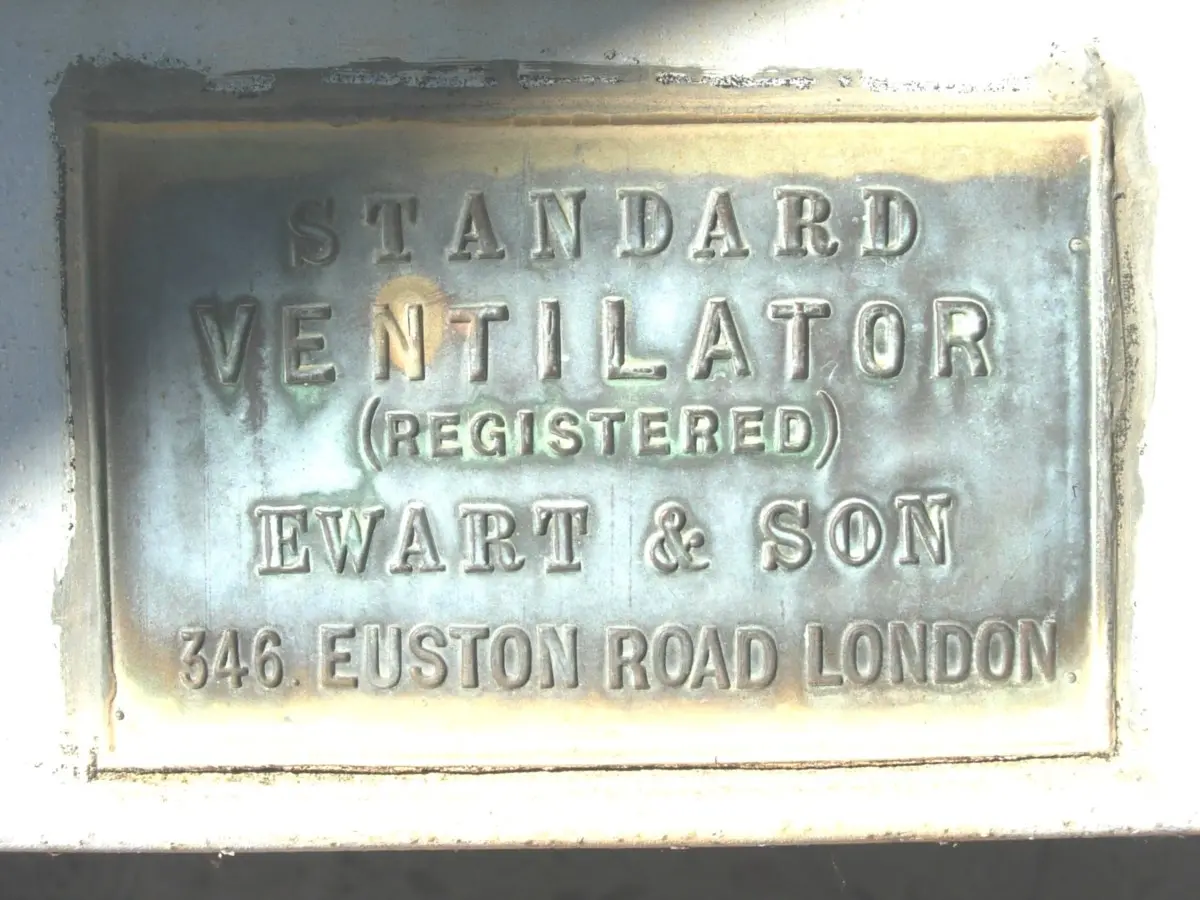 STANDARD
VENTILATOR
(REGISTERED)
EWART & SON
346. EUSTON ROAD LONDON.